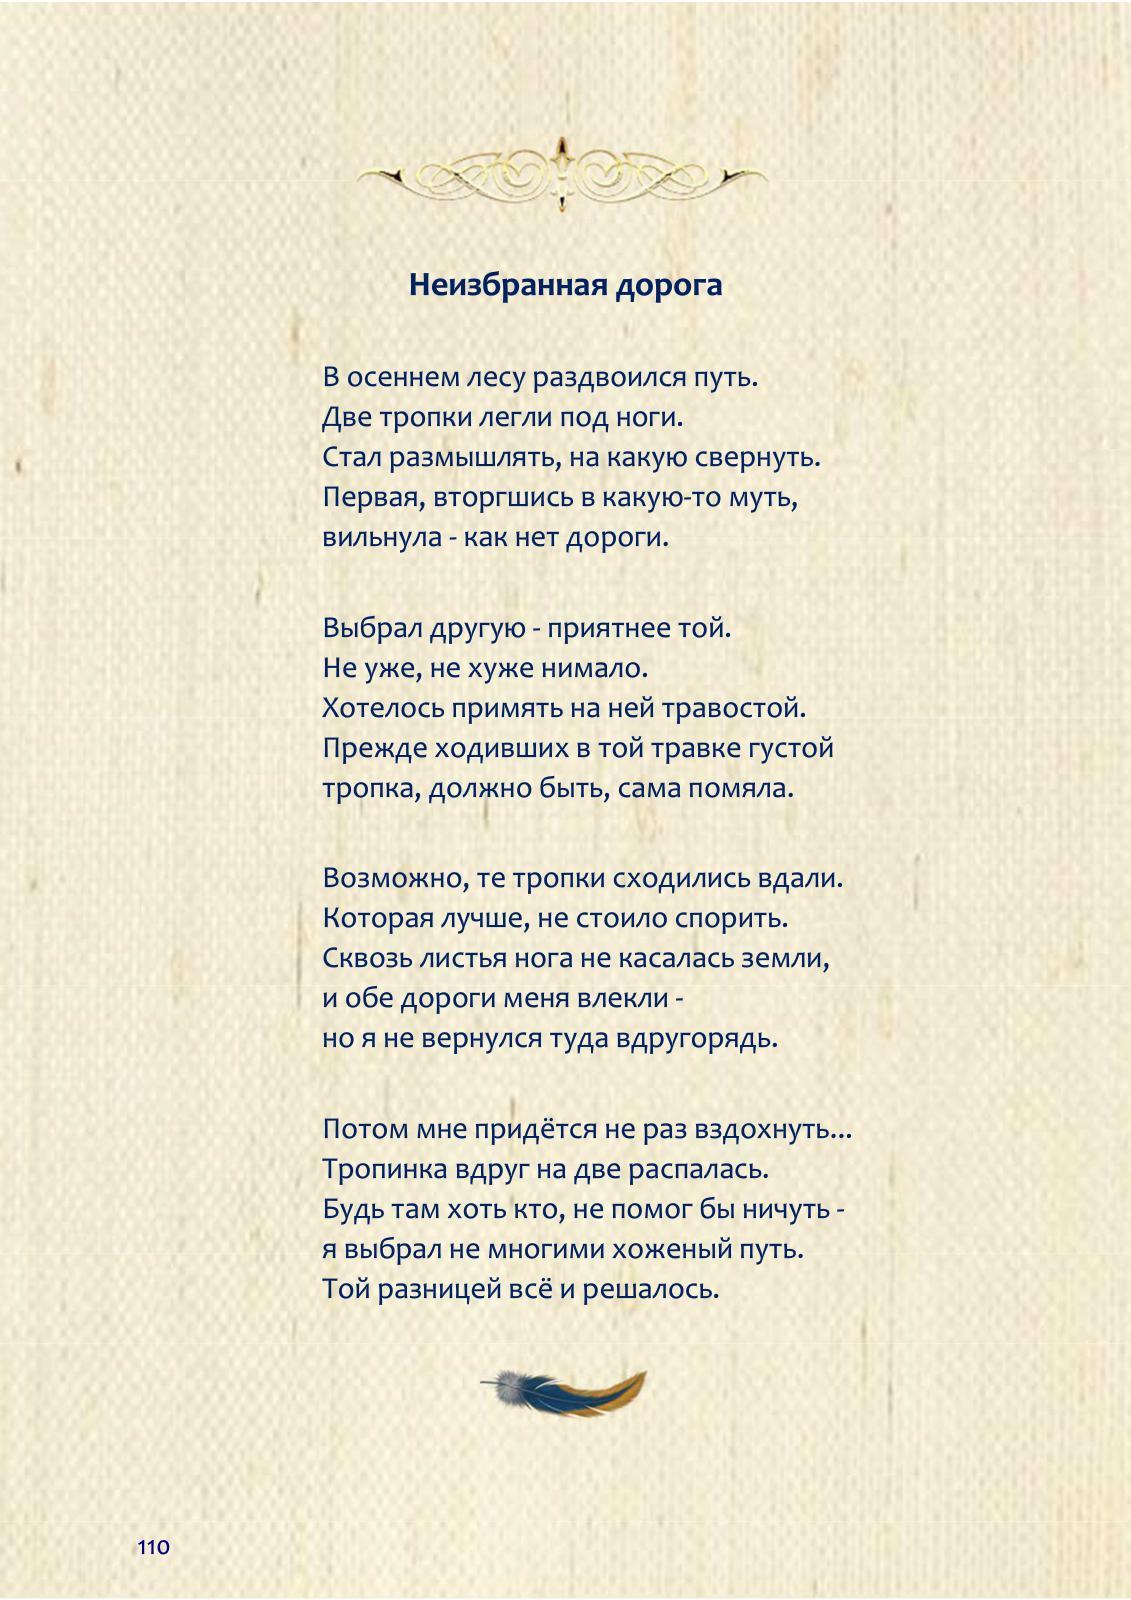 Неизбранная дорога
В осеннем лесу раздвоился путь.
Две тропки легли под ноги.
Стал размышлять, на какую свернуть.
Первая, вторгшись в какую-то муть,
вильнула - как нет дороги.
Выбрал другую - приятнее той.
Не уже, не хуже нимало.
Хотелось примять на ней травостой.
Прежде ходивших в той травке густой
тропка, должно быть, сама помяла.
Возможно, те тропки сходились вдали.
Которая лучше, не стоило спорить.
Сквозь листья нога не касалась земли,
и обе дороги меня влекли -
но я не вернулся туда вдругорядь.
Потом мне придётся не раз вздохнуть...
Тропинка вдруг на две распалась.
Будь там хоть кто, не помог бы ничуть -
я выбрал не многими хоженый путь.
Той разницей всё и решалось.
110